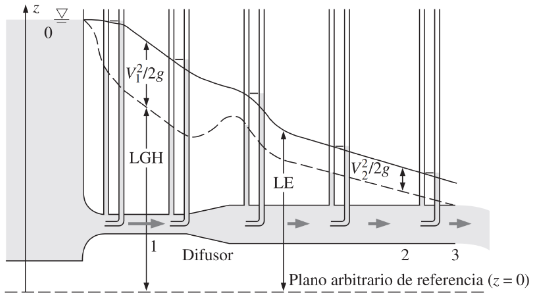 z
0
V₁²/2g
LGH
LE
V₂²/2g
1
Difusor
2
3
Plano arbitrario de referencia (z = 0)